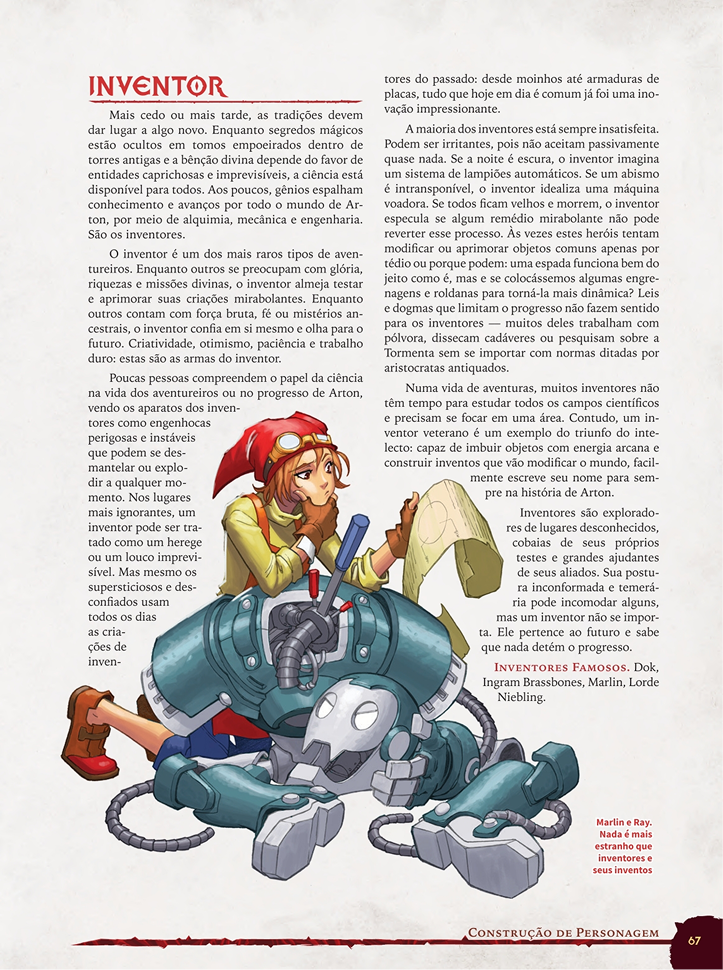 INVENTOR
Mais cedo ou mais tarde, as tradições devem
dar lugar a algo novo. Enquanto segredos mágicos
estão ocultos em tomos empoeirados dentro de
torres antigas e a bênção divina depende do favor de
entidades caprichosas e imprevisíveis, a ciência está
disponível para todos. Aos poucos, gênios espalham
conhecimento e avanços por todo o mundo de Ar-
ton, por meio de alquimia, mecânica e engenharia.
São os inventores.
O inventor é um dos mais raros tipos de aven-
tureiros. Enquanto outros se preocupam com glória,
riquezas e missões divinas, o inventor almeja testar
e aprimorar suas criações mirabolantes. Enquanto
outros contam com força bruta, fé ou mistérios an-
cestrais, o inventor confia em si mesmo e olha para o
futuro. Criatividade, otimismo, paciência e trabalho
duro: estas são as armas do inventor.
Poucas pessoas compreendem o papel da ciência
na vida dos aventureiros ou no progresso de Arton,
vendo os aparatos dos inven-
tores como engenhocas
perigosas e instáveis
que podem se des-
mantelar ou explo-
dir a qualquer mo-
mento. Nos lugares
mais ignorantes, um
inventor pode ser tra-
tado como um herege
ou um louco imprevi-
sível. Mas mesmo os
supersticiosos e des-
confiados usam
todos os dias
as cria-
ções de
inven-
tores do passado: desde moinhos até armaduras de
placas, tudo que hoje em dia é comum já foi uma ino-
vação impressionante.
A maioria dos inventores está sempre insatisfeita.
Podem ser irritantes, pois não aceitam passivamente
quase nada. Se a noite é escura, o inventor imagina
um sistema de lampiões automáticos. Se um abismo
é intransponível, o inventor idealiza uma máquina
voadora. Se todos ficam velhos e morrem, o inventor
especula se algum remédio mirabolante não pode
reverter esse processo. Às vezes estes heróis tentam
modificar ou aprimorar objetos comuns apenas por
tédio ou porque podem: uma espada funciona bem do
jeito como é, mas e se colocássemos algumas engre-
nagens e roldanas para torná-la mais dinâmica? Leis
e dogmas que limitam o progresso não fazem sentido
para os inventores — muitos deles trabalham com
pólvora, dissecam cadáveres ou pesquisam sobre a
Tormenta sem se importar com normas ditadas por
aristocratas antiquados.
Numa vida de aventuras, muitos inventores não
têm tempo para estudar todos os campos científicos
e precisam se focar em uma área. Contudo, um in-
ventor veterano é um exemplo do triunfo do inte-
lecto: capaz de imbuir objetos com energia arcana e
construir inventos que vão modificar o mundo, facil-
mente escreve seu nome para sem-
pre na história de Arton.
Inventores são explorado-
res de lugares desconhecidos,
cobaias de seus próprios
testes e grandes ajudantes
de seus aliados. Sua postu-
ra inconformada e temerá-
ria pode incomodar alguns,
mas um inventor não se impor-
ta. Ele pertence ao futuro e sabe
que nada detém o progresso.
INVENTORES FAMOSOS. Dok,
Ingram Brassbones, Marlin, Lorde
Niebling.
Marlin e Ray.
Nada é mais
estranho que
inventores e
seus inventos
CONSTRUÇÃO DE PERSONAGEM
67